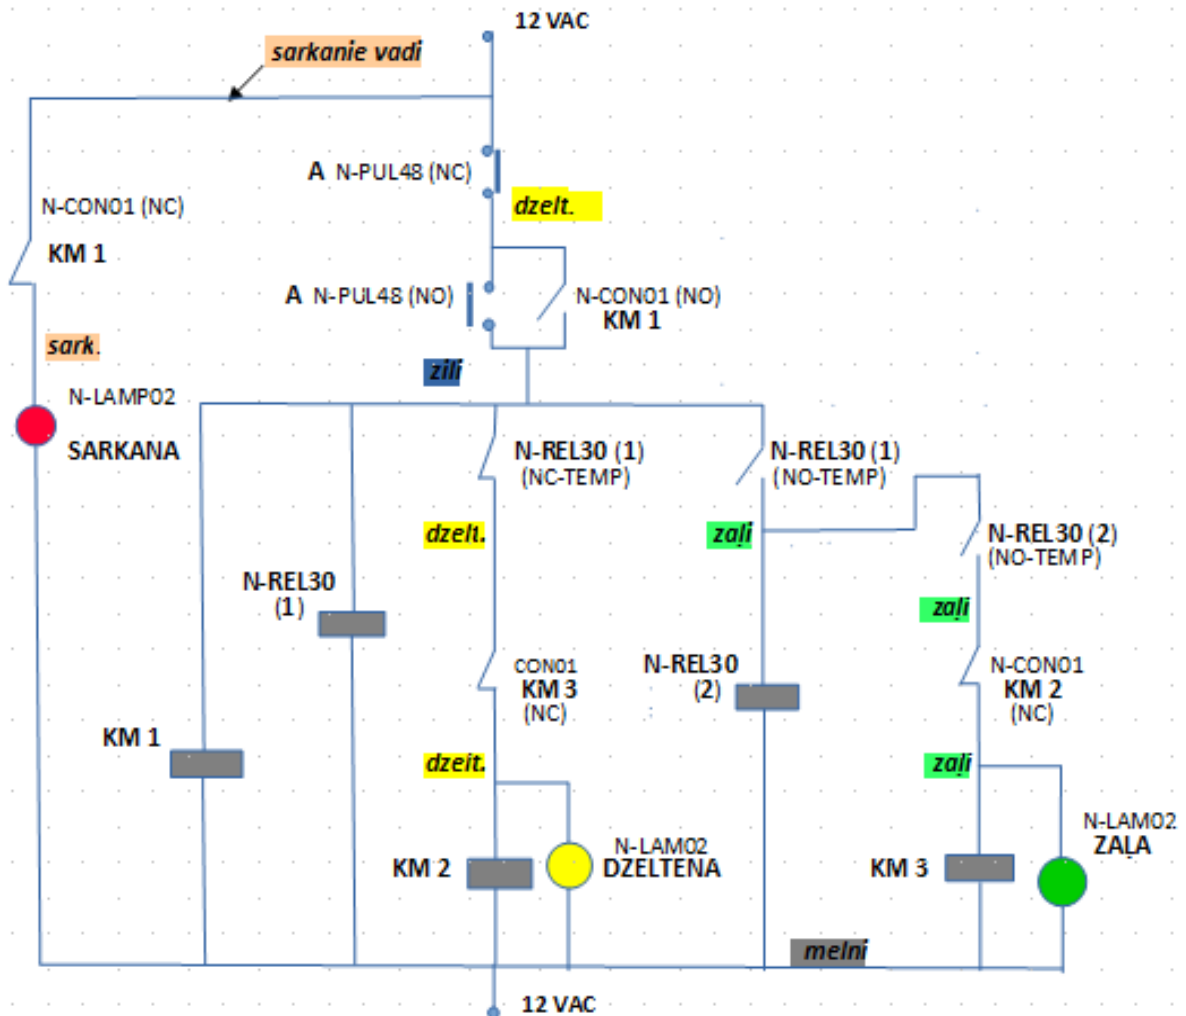 12 VAC
sarkanie vadi
A N-PUL48 (NC)
dzelt.
N-CON01 (NC)
KM 1
A N-PUL48 (NO)
N-CON01 (NO)
KM 1
sark.
zili
N-LAMP02
SARKANA
N-REL30 (1)
(NC-TEMP)
N-REL30 (1)
(NO-TEMP)
dzelt.
zaļi
N-REL30 (2)
(NO-TEMP)
N-REL30
(1)
zaļi
CON01
KM 3
(NC)
N-REL30
(2)
N-CON01
KM 2
(NC)
KM 1
dzeit.
zaļi
N-LAM02
DZELTENA
KM 2
N-LAM02
ZAĻA
KM 3
melni
12 VAC